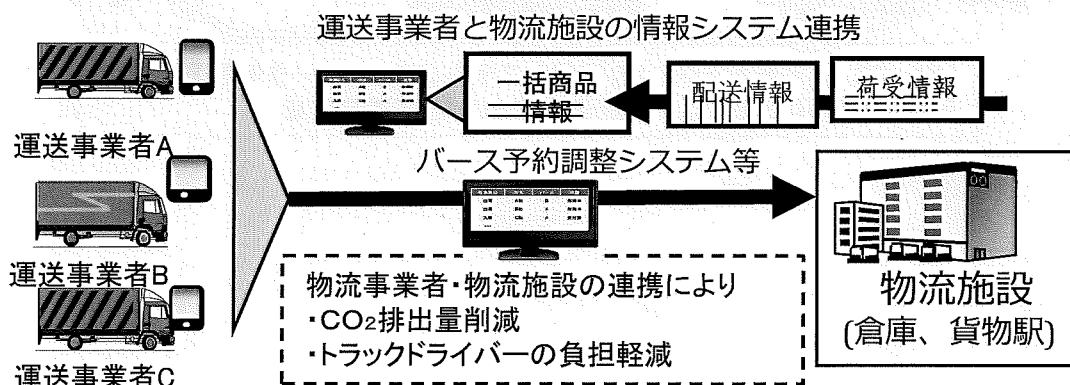 運送事業者と物流施設の情報システム連携
一括商品
情報
配送情報
荷受情報
運送事業者A
バース予約調整システム等
運送事業者B
物流事業者・物流施設の連携により
・CO₂排出量削減
・トラックドライバーの負担軽減
物流施設
(倉庫、貨物駅)
運送事業者C